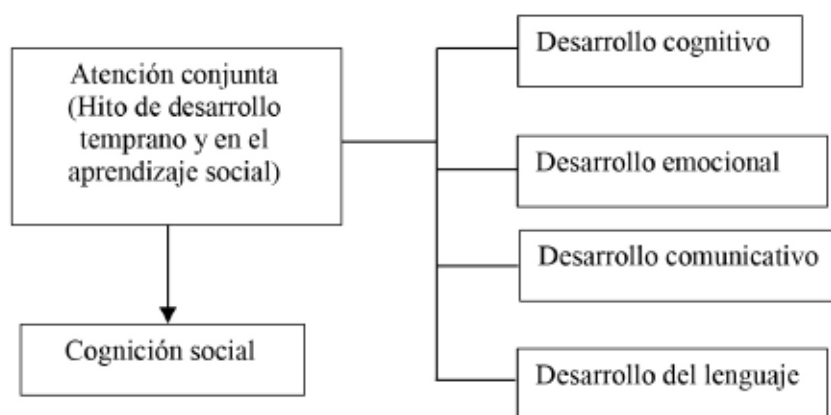 Atención conjunta
(Hito de desarrollo
temprano y en el
aprendizaje social)
Cognición social
Desarrollo cognitivo
Desarrollo emocional
Desarrollo comunicativo
Desarrollo del lenguaje